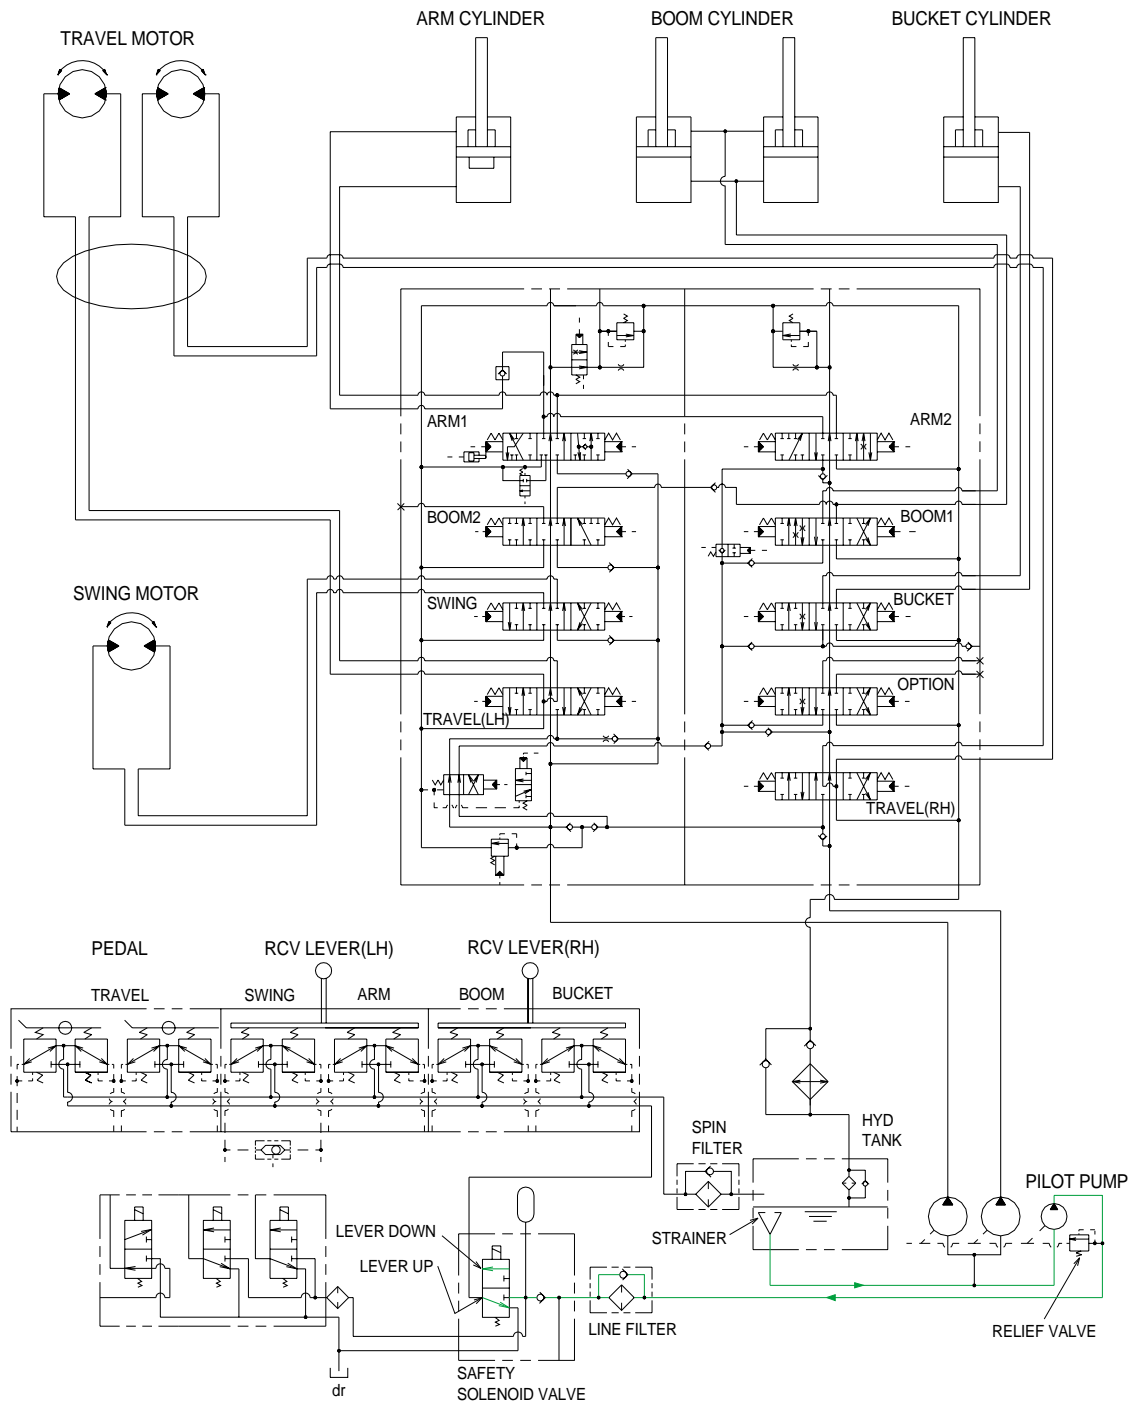 ARM CYLINDER
BOOM CYLINDER
BUCKET CYLINDER
TRAVEL MOTOR
ARM1
ARM2
BOOM2
BOOM1
SWING MOTOR
SWING
BUCKET
OPTION
TRAVEL(LH)
TRAVEL(RH)
PEDAL
RCV LEVER(LH)
RCV LEVER(RH)
TRAVEL
SWING
ARM
BOOM
BUCKET
SPIN
FILTER
HYD
TANK
PILOT PUMP
LEVER DOWN
STRAINER
LEVER UP
LINE FILTER
RELIEF VALVE
SAFETY
SOLENOID VALVE
dr